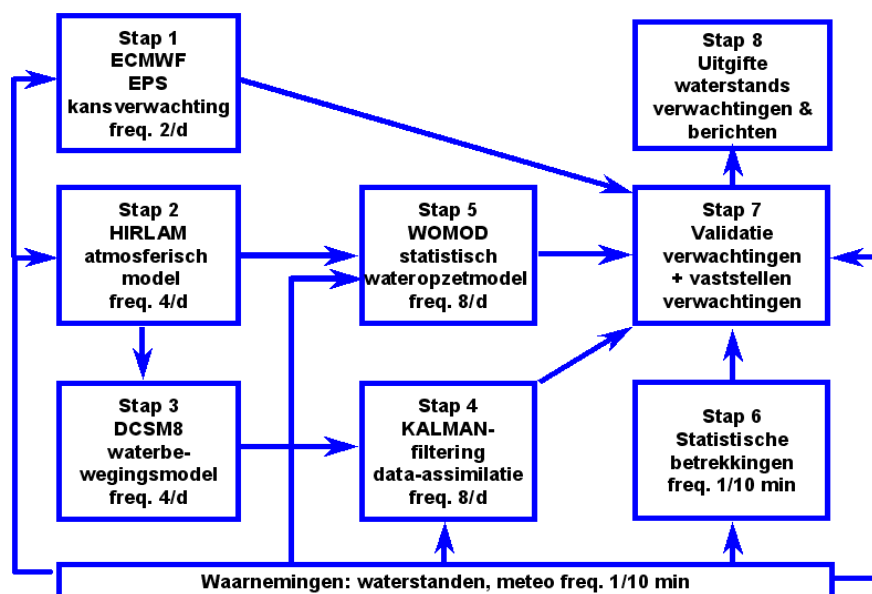 Stap 1
ECMWF
EPS
kansverwachting
freq. 2/d
Stap 8
Uitgifte
waterstands
verwachtingen &
berichten
Stap 2
HIRLAM
atmosferisch
model
freq. 4/d
Stap 5
WOMOD
statistisch
wateropzetmodel
freq. 8/d
Stap 7
Validatie
verwachtingen
+ vaststellen
verwachtingen
Stap 3
DCSM8
waterbe-
wegingsmodel
freq. 4/d
Stap 4
KALMAN-
filtering
data-assimilatie
freq. 8/d
Stap 6
Statistische
betrekkingen
freq. 1/10 min
Waarnemingen: waterstanden, meteo freq. 1/10 min